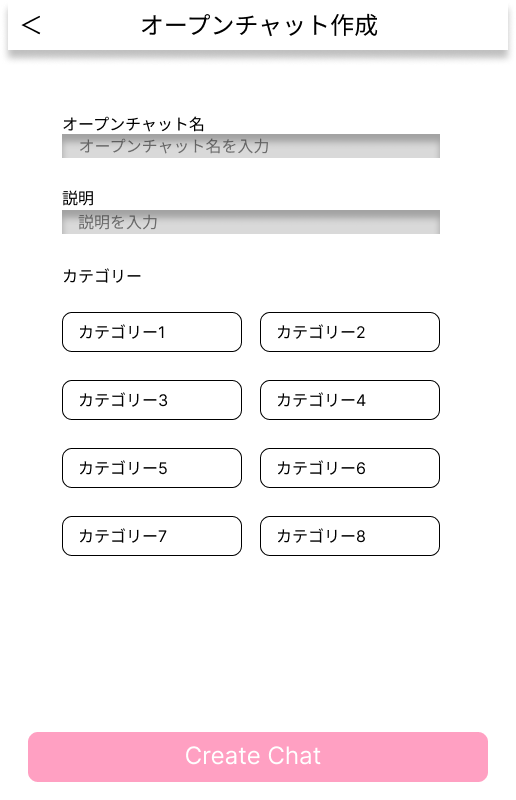 < オープンチャット作成
オープンチャット名
オープンチャット名を入力
説明
説明を入力
カテゴリー
カテゴリー1 カテゴリー2
カテゴリー3 カテゴリー4
カテゴリー5 カテゴリー6
カテゴリー7 カテゴリー8
Create Chat